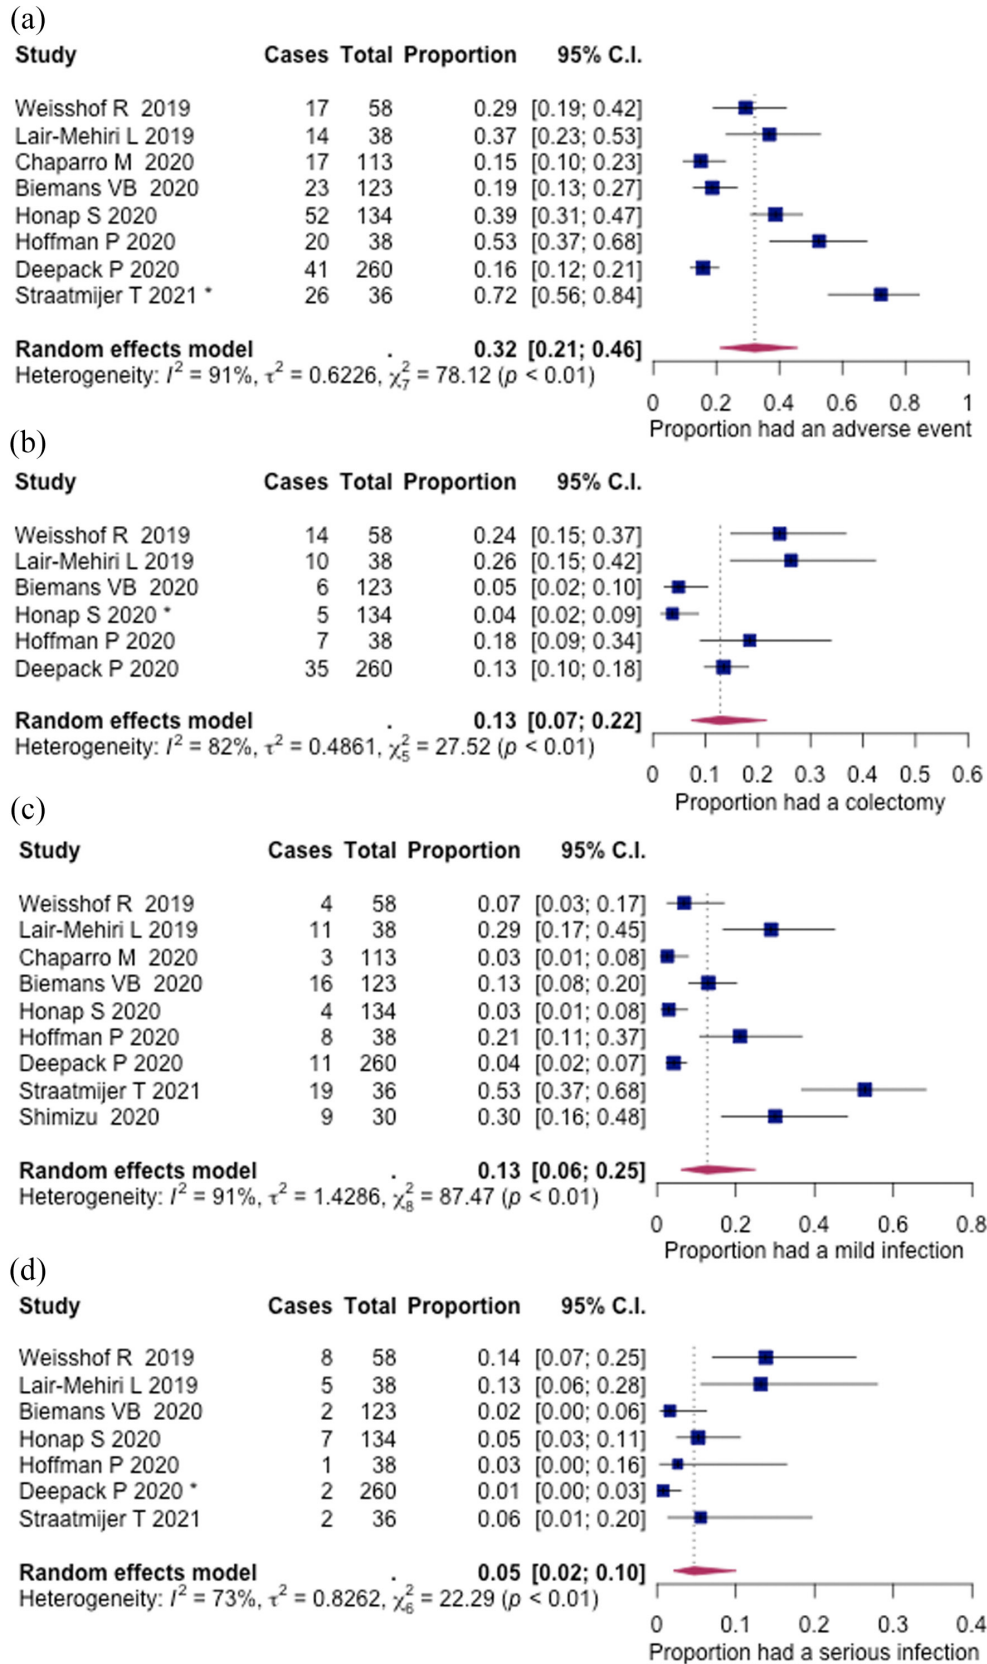 (a)
Study Cases Total Proportion 95% C.I.
Weisshof R 2019 17 58 0.29 [0.19; 0.42]
Lair-Mehiri L 2019 14 38 0.37 [0.23; 0.53]
Chaparro M 2020 17 113 0.15 [0.10; 0.23]
Biemans VB 2020 23 123 0.19 [0.13; 0.27]
Honap S 2020 52 134 0.39 [0.31; 0.47]
Hoffman P 2020 20 38 0.53 [0.37; 0.68]
Deepack P 2020 41 260 0.16 [0.12; 0.21]
Straatmijer T 2021 * 26 36 0.72 [0.56; 0.84]
Random effects model . 0.32 [0.21; 0.46]
Heterogeneity: I² = 91%, τ² = 0.6226, χ²₇ = 78.12 (p < 0.01)
0 0.2 0.4 0.6 0.8 1
Proportion had an adverse event
(b)
Study Cases Total Proportion 95% C.I.
Weisshof R 2019 14 58 0.24 [0.15; 0.37]
Lair-Mehiri L 2019 10 38 0.26 [0.15; 0.42]
Biemans VB 2020 6 123 0.05 [0.02; 0.10]
Honap S 2020 * 5 134 0.04 [0.02; 0.09]
Hoffman P 2020 7 38 0.18 [0.09; 0.34]
Deepack P 2020 35 260 0.13 [0.10; 0.18]
Random effects model . 0.13 [0.07; 0.22]
Heterogeneity: I² = 82%, τ² = 0.4861, χ²₅ = 27.52 (p < 0.01)
0 0.1 0.2 0.3 0.4 0.5 0.6
Proportion had a colectomy
(c)
Study Cases Total Proportion 95% C.I.
Weisshof R 2019 4 58 0.07 [0.03; 0.17]
Lair-Mehiri L 2019 11 38 0.29 [0.17; 0.45]
Chaparro M 2020 3 113 0.03 [0.01; 0.08]
Biemans VB 2020 16 123 0.13 [0.08; 0.20]
Honap S 2020 4 134 0.03 [0.01; 0.08]
Hoffman P 2020 8 38 0.21 [0.11; 0.37]
Deepack P 2020 11 260 0.04 [0.02; 0.07]
Straatmijer T 2021 19 36 0.53 [0.37; 0.68]
Shimizu 2020 9 30 0.30 [0.16; 0.48]
Random effects model . 0.13 [0.06; 0.25]
Heterogeneity: I² = 91%, τ² = 1.4286, χ²₈ = 87.47 (p < 0.01)
0 0.2 0.4 0.6 0.8
Proportion had a mild infection
(d)
Study Cases Total Proportion 95% C.I.
Weisshof R 2019 8 58 0.14 [0.07; 0.25]
Lair-Mehiri L 2019 5 38 0.13 [0.06; 0.28]
Biemans VB 2020 2 123 0.02 [0.00; 0.06]
Honap S 2020 7 134 0.05 [0.03; 0.11]
Hoffman P 2020 1 38 0.03 [0.00; 0.16]
Deepack P 2020 * 2 260 0.01 [0.00; 0.03]
Straatmijer T 2021 2 36 0.06 [0.01; 0.20]
Random effects model . 0.05 [0.02; 0.10]
Heterogeneity: I² = 73%, τ² = 0.8262, χ²₆ = 22.29 (p < 0.01)
0 0.1 0.2 0.3 0.4
Proportion had a serious infection